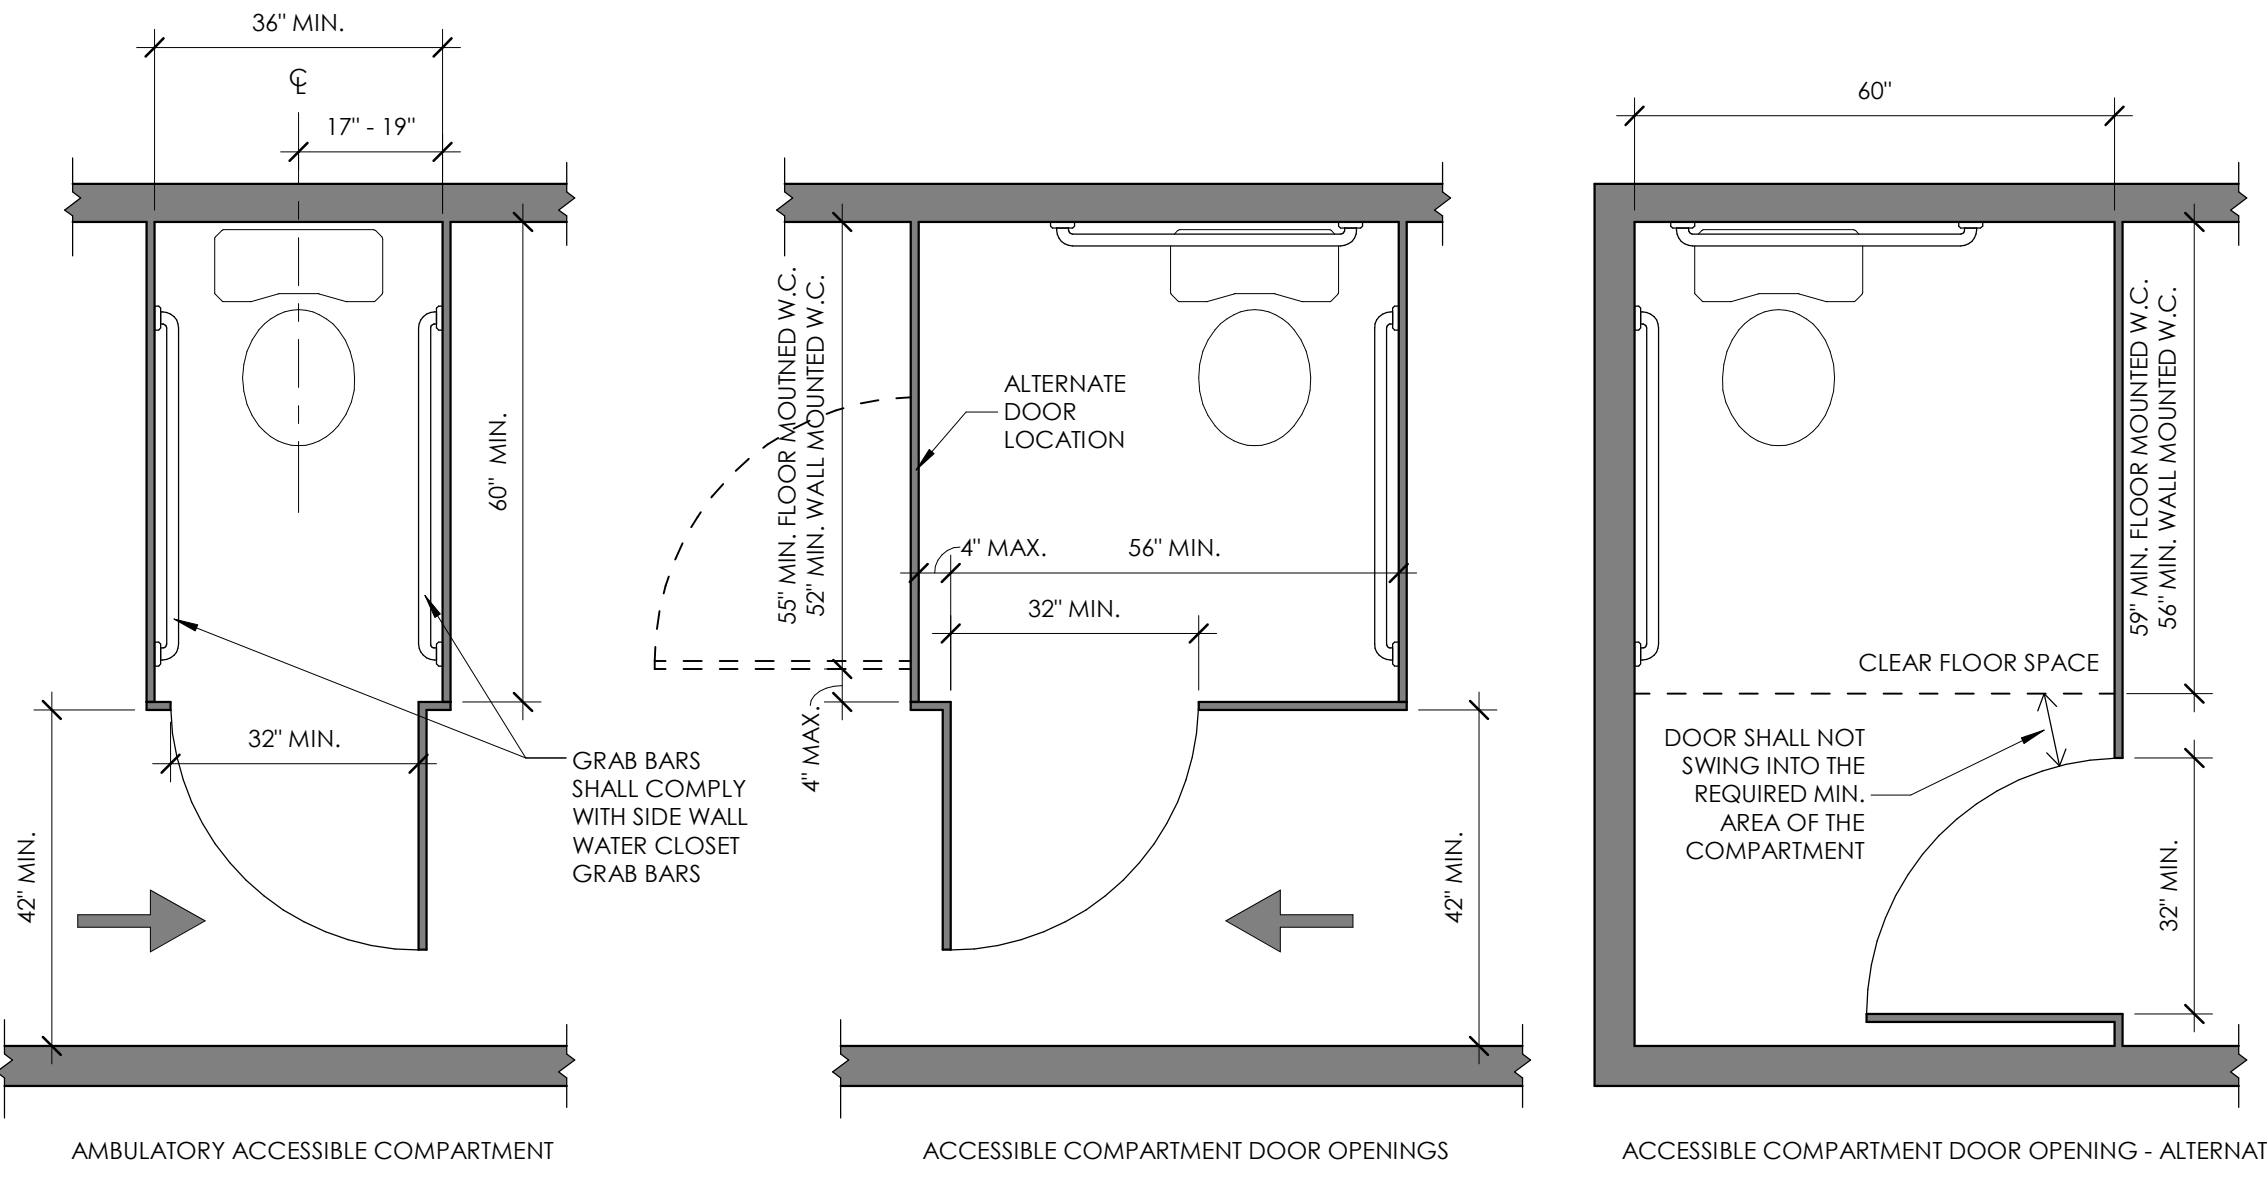 36" MIN.
℄
17" - 19"
60" MIN.
32" MIN.
42" MIN.
GRAB BARS
SHALL COMPLY
WITH SIDE WALL
WATER CLOSET
GRAB BARS
AMBULATORY ACCESSIBLE COMPARTMENT
55" MIN. FLOOR MOUTNED W.C.
52" MIN. WALL MOUNTED W.C.
ALTERNATE
DOOR
LOCATION
4" MAX.
56" MIN.
32" MIN.
4" MAX.
42" MIN.
ACCESSIBLE COMPARTMENT DOOR OPENINGS
60"
59" MIN. FLOOR MOUNTED W.C.
56" MIN. WALL MOUNTED W.C.
CLEAR FLOOR SPACE
DOOR SHALL NOT
SWING INTO THE
REQUIRED MIN.
AREA OF THE
COMPARTMENT
32" MIN.
ACCESSIBLE COMPARTMENT DOOR OPENING - ALTERNAT